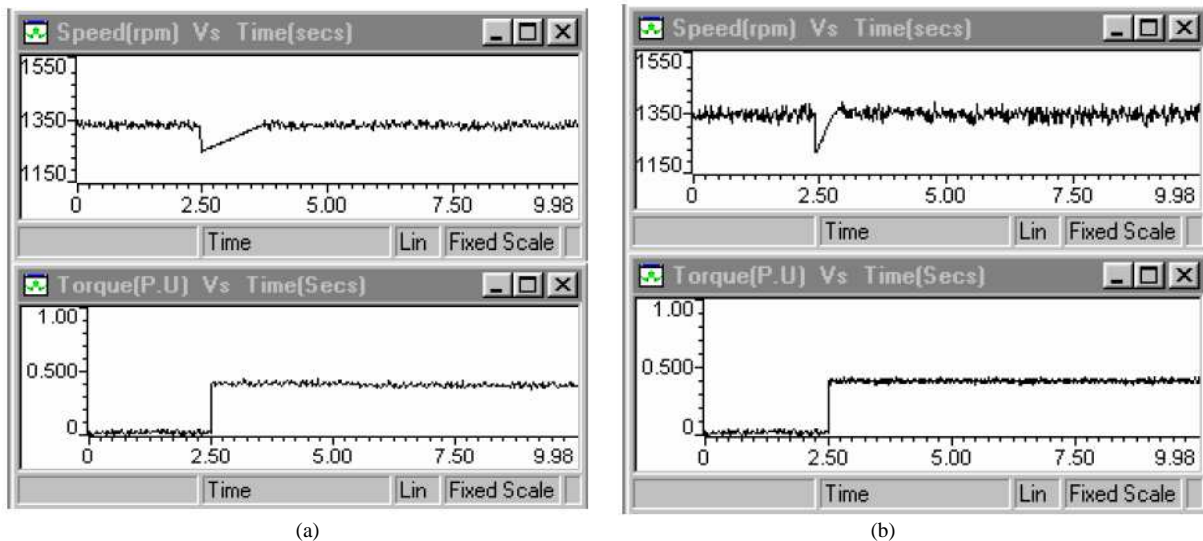 Speed(rpm) Vs Time(secs)
1550
1350
1150
0 2.50 5.00 7.50 9.98
Time Lin Fixed Scale
Torque(P.U) Vs Time(Secs)
1.00
0.500
0
0 2.50 5.00 7.50 9.98
Time Lin Fixed Scale
(a)
Speed(rpm) Vs Time(secs)
1550
1350
1150
0 2.50 5.00 7.50 9.98
Time Lin Fixed Scale
Torque(P.U) Vs Time(Secs)
1.00
0.500
0
0 2.50 5.00 7.50 9.98
Time Lin Fixed Scale
(b)